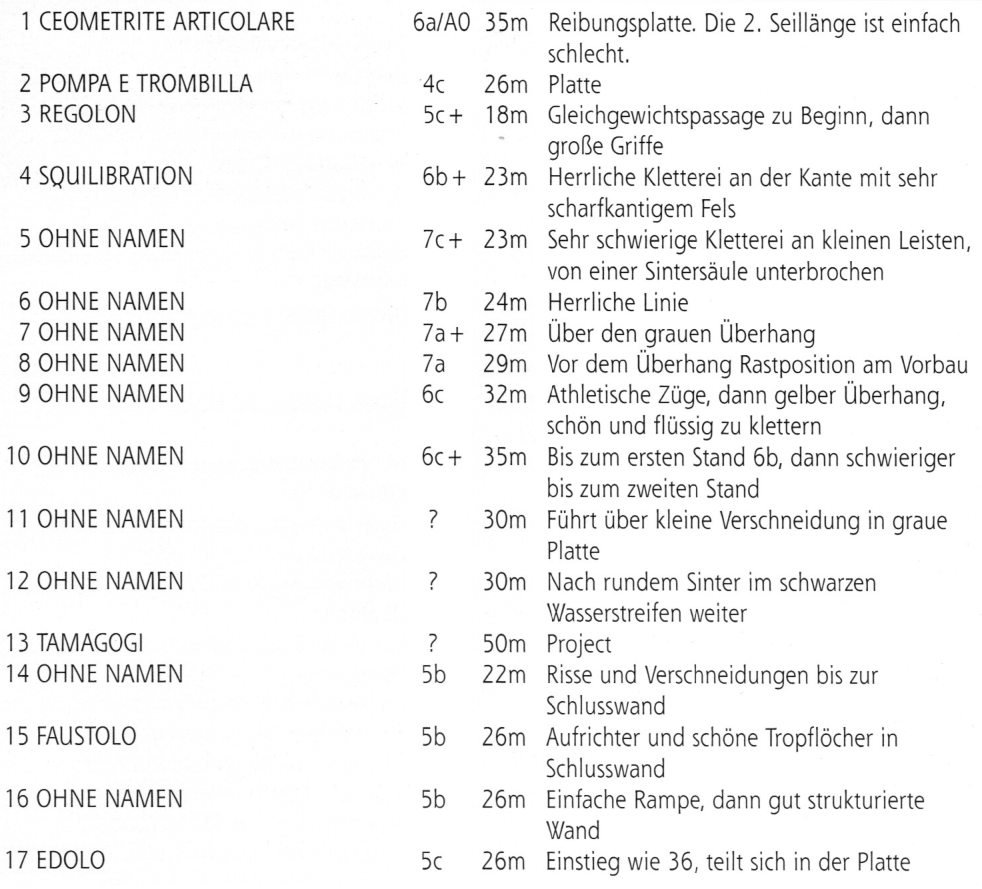 1 CEOMETRITE ARTICOLARE 6a/A0 35m Reibungsplatte. Die 2. Seillänge ist einfach
schlecht.
2 POMPA E TROMBILLA 4c 26m Platte
3 REGOLON 5c+ 18m Gleichgewichtspassage zu Beginn, dann
große Griffe
4 SQUILIBRATION 6b+ 23m Herrliche Kletterei an der Kante mit sehr
scharfkantigem Fels
5 OHNE NAMEN 7c+ 23m Sehr schwierige Kletterei an kleinen Leisten,
von einer Sintersäule unterbrochen
6 OHNE NAMEN 7b 24m Herrliche Linie
7 OHNE NAMEN 7a+ 27m Über den grauen Überhang
8 OHNE NAMEN 7a 29m Vor dem Überhang Rastposition am Vorbau
9 OHNE NAMEN 6c 32m Athletische Züge, dann gelber Überhang,
schön und flüssig zu klettern
10 OHNE NAMEN 6c+ 35m Bis zum ersten Stand 6b, dann schwieriger
bis zum zweiten Stand
11 OHNE NAMEN ? 30m Führt über kleine Verschneidung in graue
Platte
12 OHNE NAMEN ? 30m Nach rundem Sinter im schwarzen
Wasserstreifen weiter
13 TAMAGOGI ? 50m Project
14 OHNE NAMEN 5b 22m Risse und Verschneidungen bis zur
Schlusswand
15 FAUSTOLO 5b 26m Aufrichter und schöne Tropflöcher in
Schlusswand
16 OHNE NAMEN 5b 26m Einfache Rampe, dann gut strukturierte
Wand
17 EDOLO 5c 26m Einstieg wie 36, teilt sich in der Platte